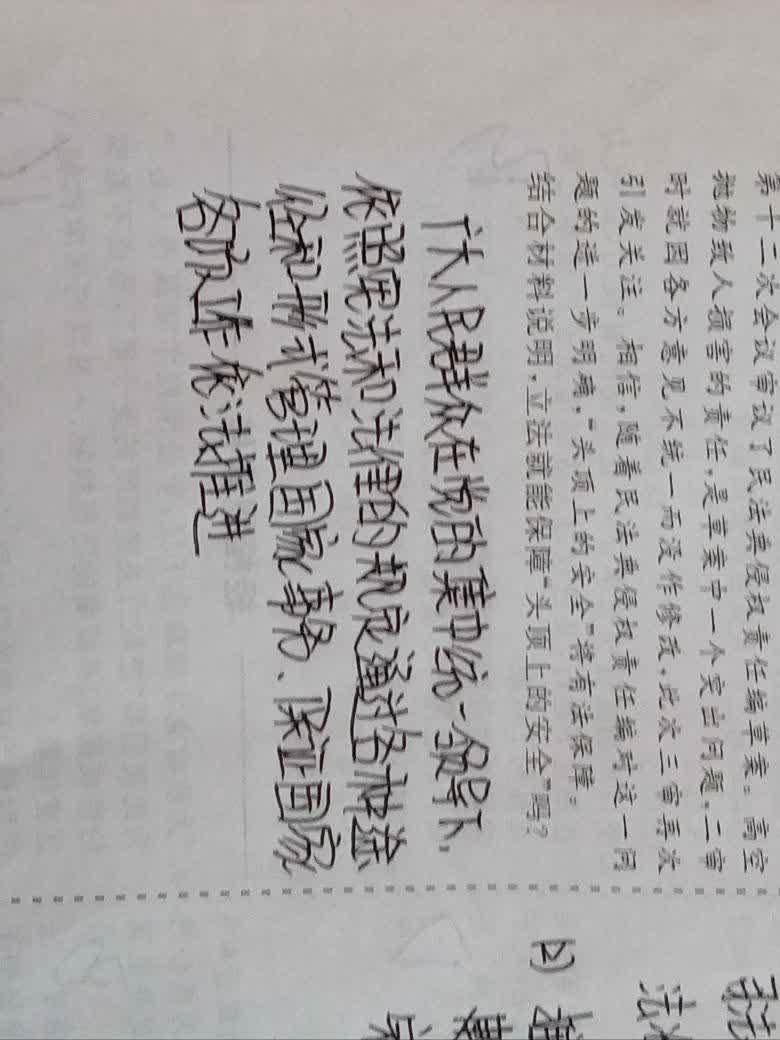 第十二次会议审议了民法典侵权责任编草案。高空
抛物致人损害的责任,是草案中一个突出问题,二审
时就因各方意见不统一而没作修改,此次三审再次
引发关注。相信,随着民法典侵权责任编对这一问
题的进一步明确,“头顶上的安全”将有法保障。
结合材料说明,立法就能保障“头顶上的安全”吗?
广大人民群众在党的集中统一领导下,
依照宪法和法律的规定通过各种途
径和形式管理国家事务、保证国家
各项工作依法推进
法
2)